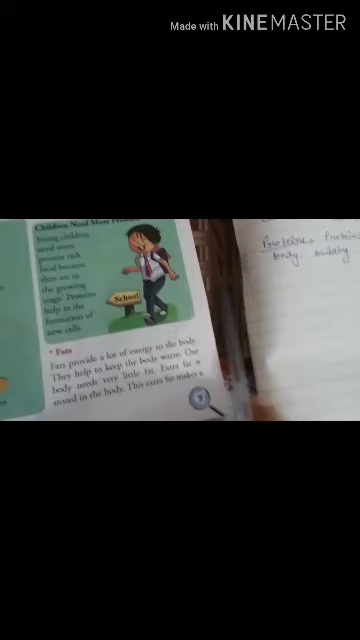 Made with KINEMASTER
Children Need More Protein
Young children
need more
protein rich
food because
they are in
the growing
stage. Proteins
help in the
formation of
new cells.
School
* Fats
Fats provide a lot of energy to the body
They help to keep the body warm. Our
body needs very little fat. Extra fat is
stored in the body. This extra fat makes a
Proteins
body building